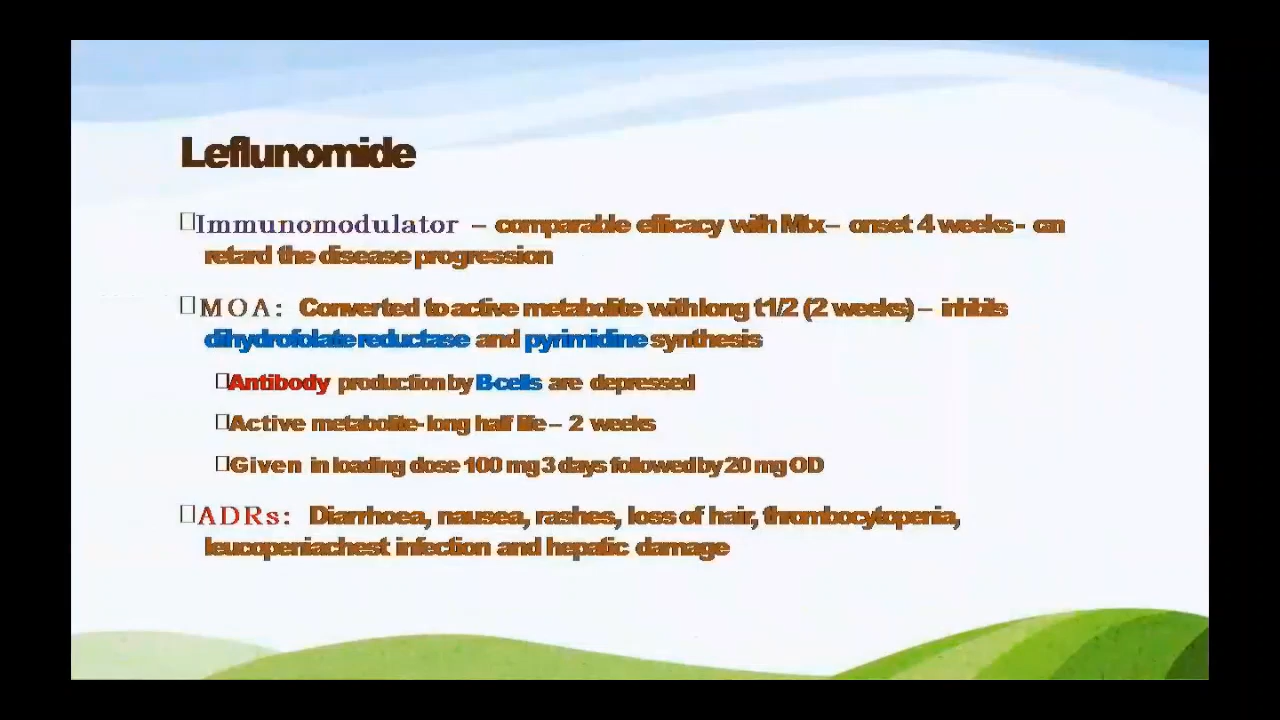 Leflunomide
Immunomodulator – comparable efficacy with Mtx – onset 4 weeks - can
retard the disease progression
MOA: Converted to active metabolite with long t1/2 (2 weeks) – inhibits
dihydrofolate reductase and pyrimidine synthesis
Antibody production by B-cells are depressed
Active metabolite- long half life – 2 weeks
Given in loading dose 100 mg 3 days followed by 20 mg OD
ADRs: Diarrhoea, nausea, rashes, loss of hair, thrombocytopenia,
leucopenia chest infection and hepatic damage